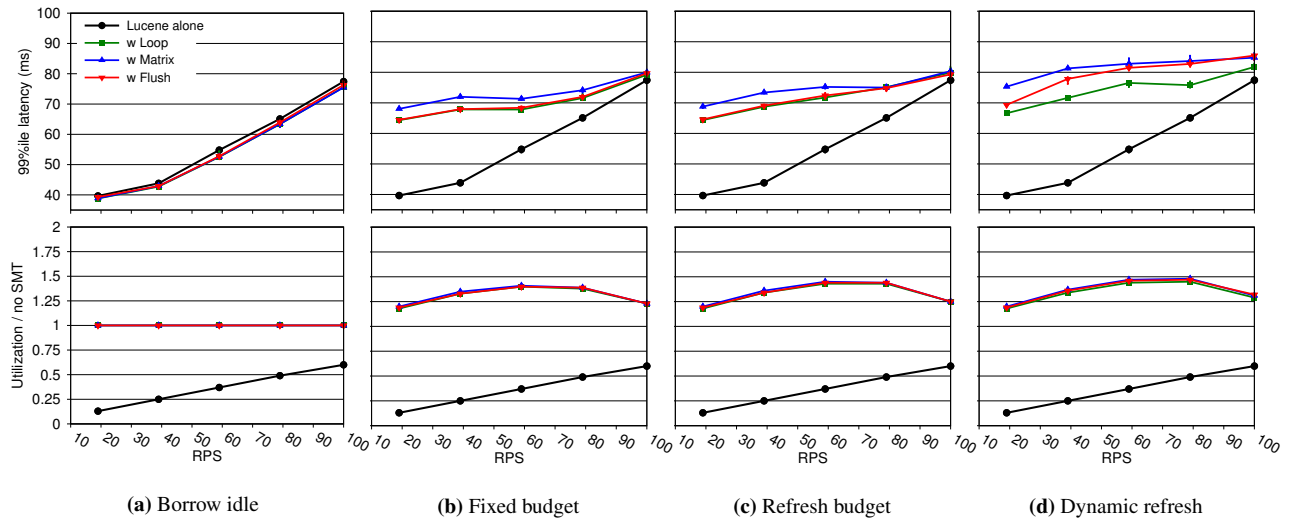 100
90
80
70
60
50
40
99%ile latency (ms)
Lucene alone
w Loop
w Matrix
w Flush
2
1.75
1.5
1.25
1
0.75
0.5
0.25
0
Utilization / no SMT
10 20 30 40 50 60 70 80 90 100
RPS
10 20 30 40 50 60 70 80 90 100
RPS
10 20 30 40 50 60 70 80 90 100
RPS
10 20 30 40 50 60 70 80 90 100
RPS
(a) Borrow idle
(b) Fixed budget
(c) Refresh budget
(d) Dynamic refresh